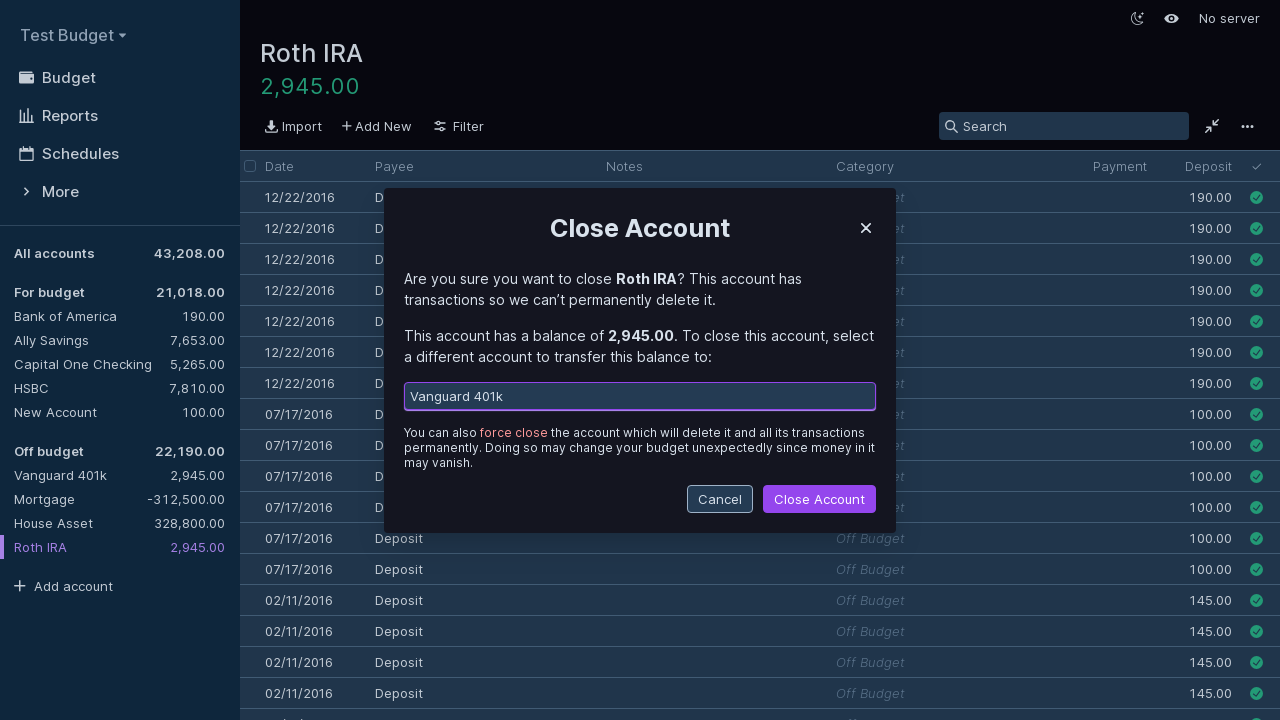 Test Budget
Budget
Reports
Schedules
More
All accounts 43,208.00
For budget 21,018.00
Bank of America 190.00
Ally Savings 7,653.00
Capital One Checking 5,265.00
HSBC 7,810.00
New Account 100.00
Off budget 22,190.00
Vanguard 401k 2,945.00
Mortgage -312,500.00
House Asset 328,800.00
Roth IRA 2,945.00
Add account
No server
Roth IRA
2,945.00
Import Add New Filter Search
Date Payee Notes Category Payment Deposit
12/22/2016 190.00
12/22/2016 190.00
12/22/2016 190.00
12/22/2016 190.00
12/22/2016 190.00
12/22/2016 190.00
12/22/2016 190.00
07/17/2016 100.00
07/17/2016 100.00
07/17/2016 100.00
07/17/2016 100.00
07/17/2016 Deposit Off Budget 100.00
07/17/2016 Deposit Off Budget 100.00
02/11/2016 Deposit Off Budget 145.00
02/11/2016 Deposit Off Budget 145.00
02/11/2016 Deposit Off Budget 145.00
02/11/2016 Deposit Off Budget 145.00
Close Account
Are you sure you want to close Roth IRA? This account has
transactions so we can’t permanently delete it.
This account has a balance of 2,945.00. To close this account, select
a different account to transfer this balance to:
Vanguard 401k
You can also force close the account which will delete it and all its transactions
permanently. Doing so may change your budget unexpectedly since money in it
may vanish.
Cancel Close Account